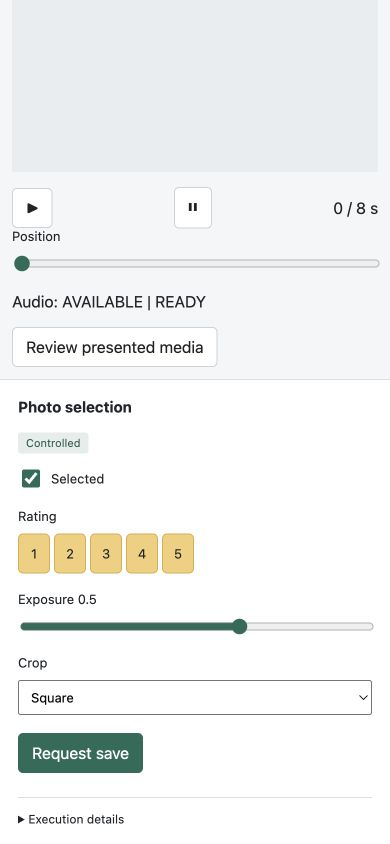 0 / 8 s
Position
Audio: AVAILABLE | READY
Review presented media
Photo selection
Controlled
Selected
Rating
1 2 3 4 5
Exposure 0.5
Crop
Square
Request save
Execution details